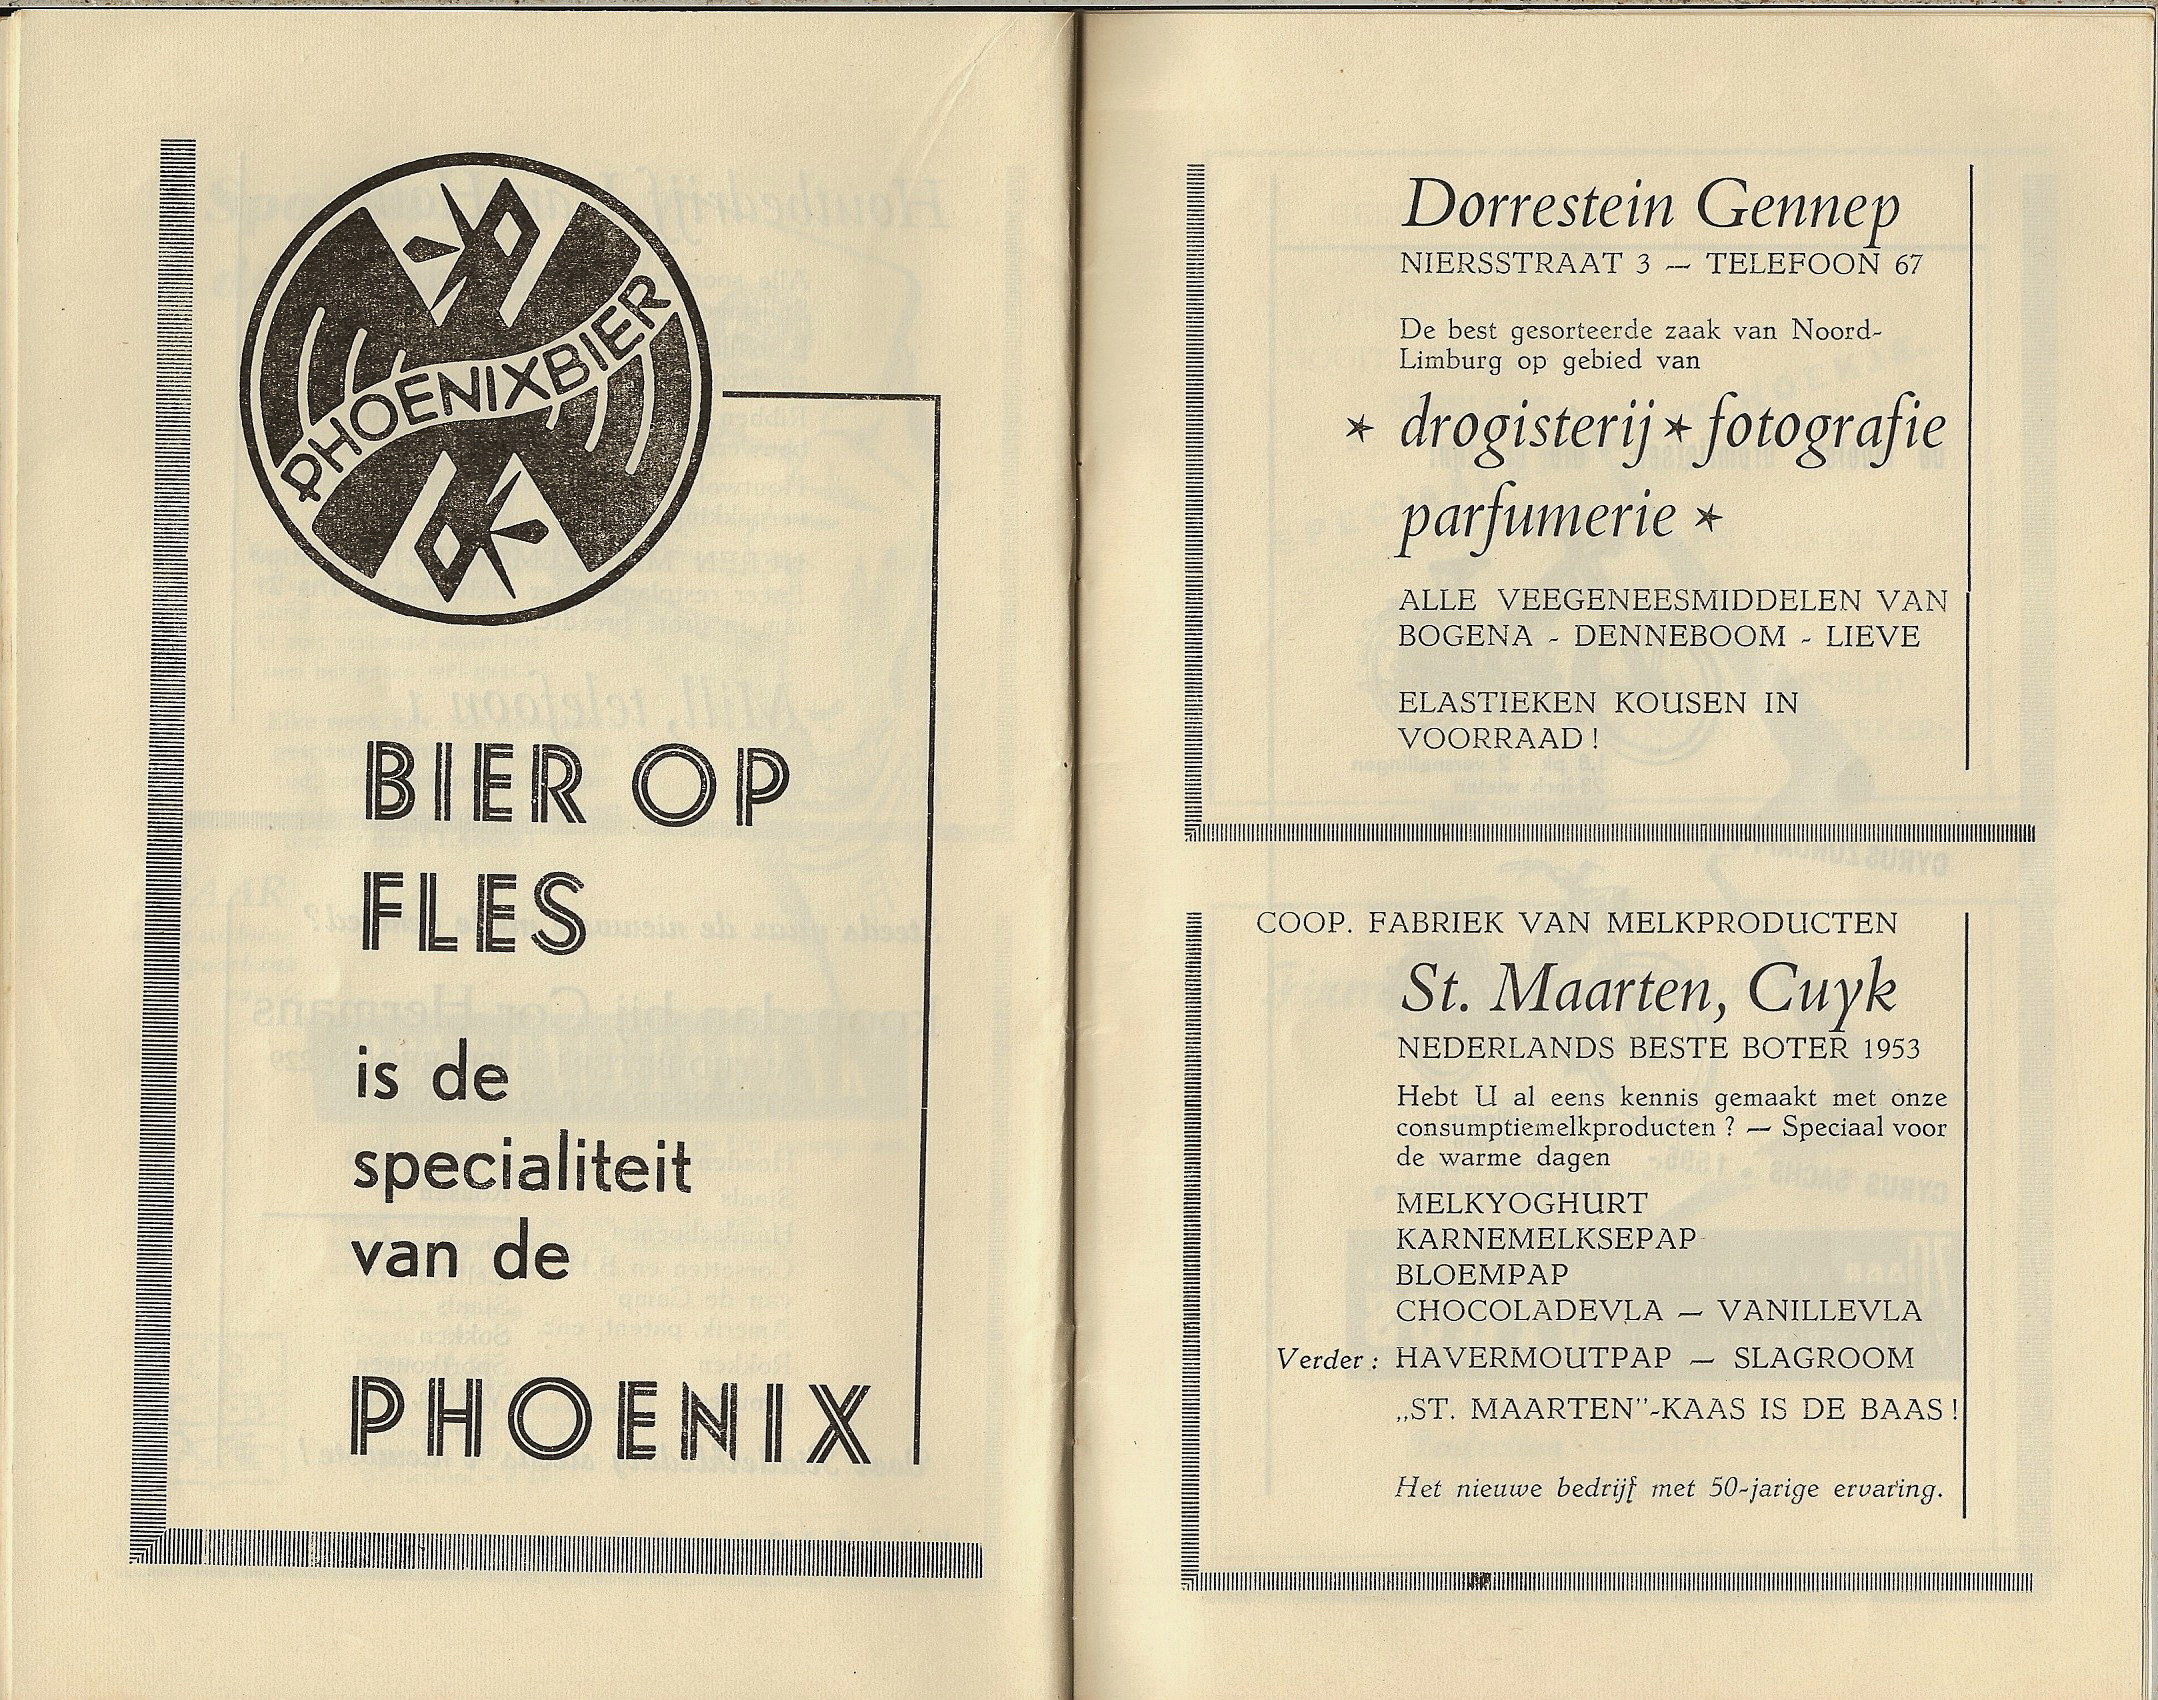 PHOENIXBIER
BIER OP
FLES
is de
specialiteit
van de
PHOENIX
Dorrestein Gennep
NIERSSTRAAT 3 — TELEFOON 67
De best gesorteerde zaak van Noord-
Limburg op gebied van
★ drogisterij ★ fotografie
parfumerie ★
ALLE VEEGENEESMIDDELEN VAN
BOGENA - DENNEBOOM - LIEVE
ELASTIEKEN KOUSEN IN
VOORRAAD !
COOP. FABRIEK VAN MELKPRODUCTEN
St. Maarten, Cuyk
NEDERLANDS BESTE BOTER 1953
Hebt U al eens kennis gemaakt met onze
consumptiemelkproducten ? — Speciaal voor
de warme dagen
MELKYOGHURT
KARNEMELKSEPAP
BLOEMPAP
CHOCOLADEVLA — VANILLEVLA
Verder : HAVERMOUTPAP — SLAGROOM
„ST. MAARTEN”-KAAS IS DE BAAS !
Het nieuwe bedrijf met 50-jarige ervaring.